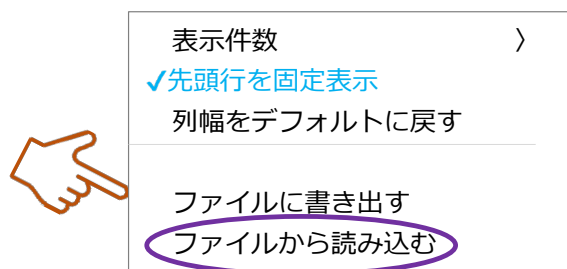 表示件数 〉
✓先頭行を固定表示
列幅をデフォルトに戻す
ファイルに書き出す
ファイルから読み込む